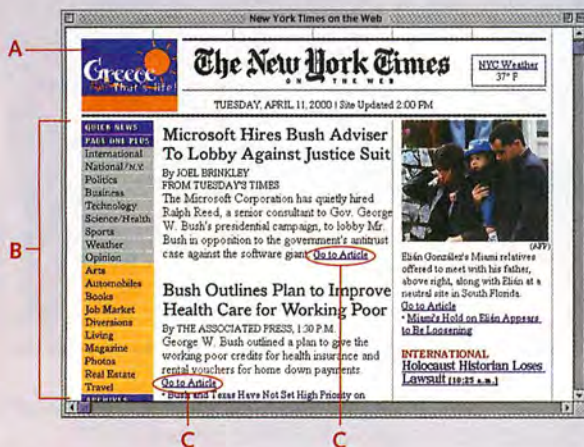 New York Times on the Web
A
Greece
That's life!
The New York Times
ON THE WEB
NYC Weather
37° F
TUESDAY, APRIL 11, 2000 | Site Updated 2:00 PM
B
QUICK NEWS
PAGE ONE PLUS
International
National/N.Y.
Politics
Business
Technology
Science/Health
Sports
Weather
Opinion
Arts
Automobiles
Books
Job Market
Diversions
Living
Magazine
Photos
Real Estate
Travel
ARCHIVES
Microsoft Hires Bush Adviser
To Lobby Against Justice Suit
By JOEL BRINKLEY
FROM TUESDAY'S TIMES
The Microsoft Corporation has quietly hired
Ralph Reed, a senior consultant to Gov. George
W. Bush's presidential campaign, to lobby Mr.
Bush in opposition to the government's antitrust
case against the software giant. Go to Article
Bush Outlines Plan to Improve
Health Care for Working Poor
By THE ASSOCIATED PRESS, 1:30 P.M.
George W. Bush outlined a plan to give the
working poor credits for health insurance and
rental vouchers for home down payments.
Go to Article
• Bush and Texas Have Not Set High Priority on
(AFP)
Elián González's Miami relatives
offered to meet with his father,
above right, along with Elián at a
neutral site in South Florida.
Go to Article
• Miami's Hold on Elián Appears
to Be Loosening
INTERNATIONAL
Holocaust Historian Loses
Lawsuit [10:25 a.m.]
C
C